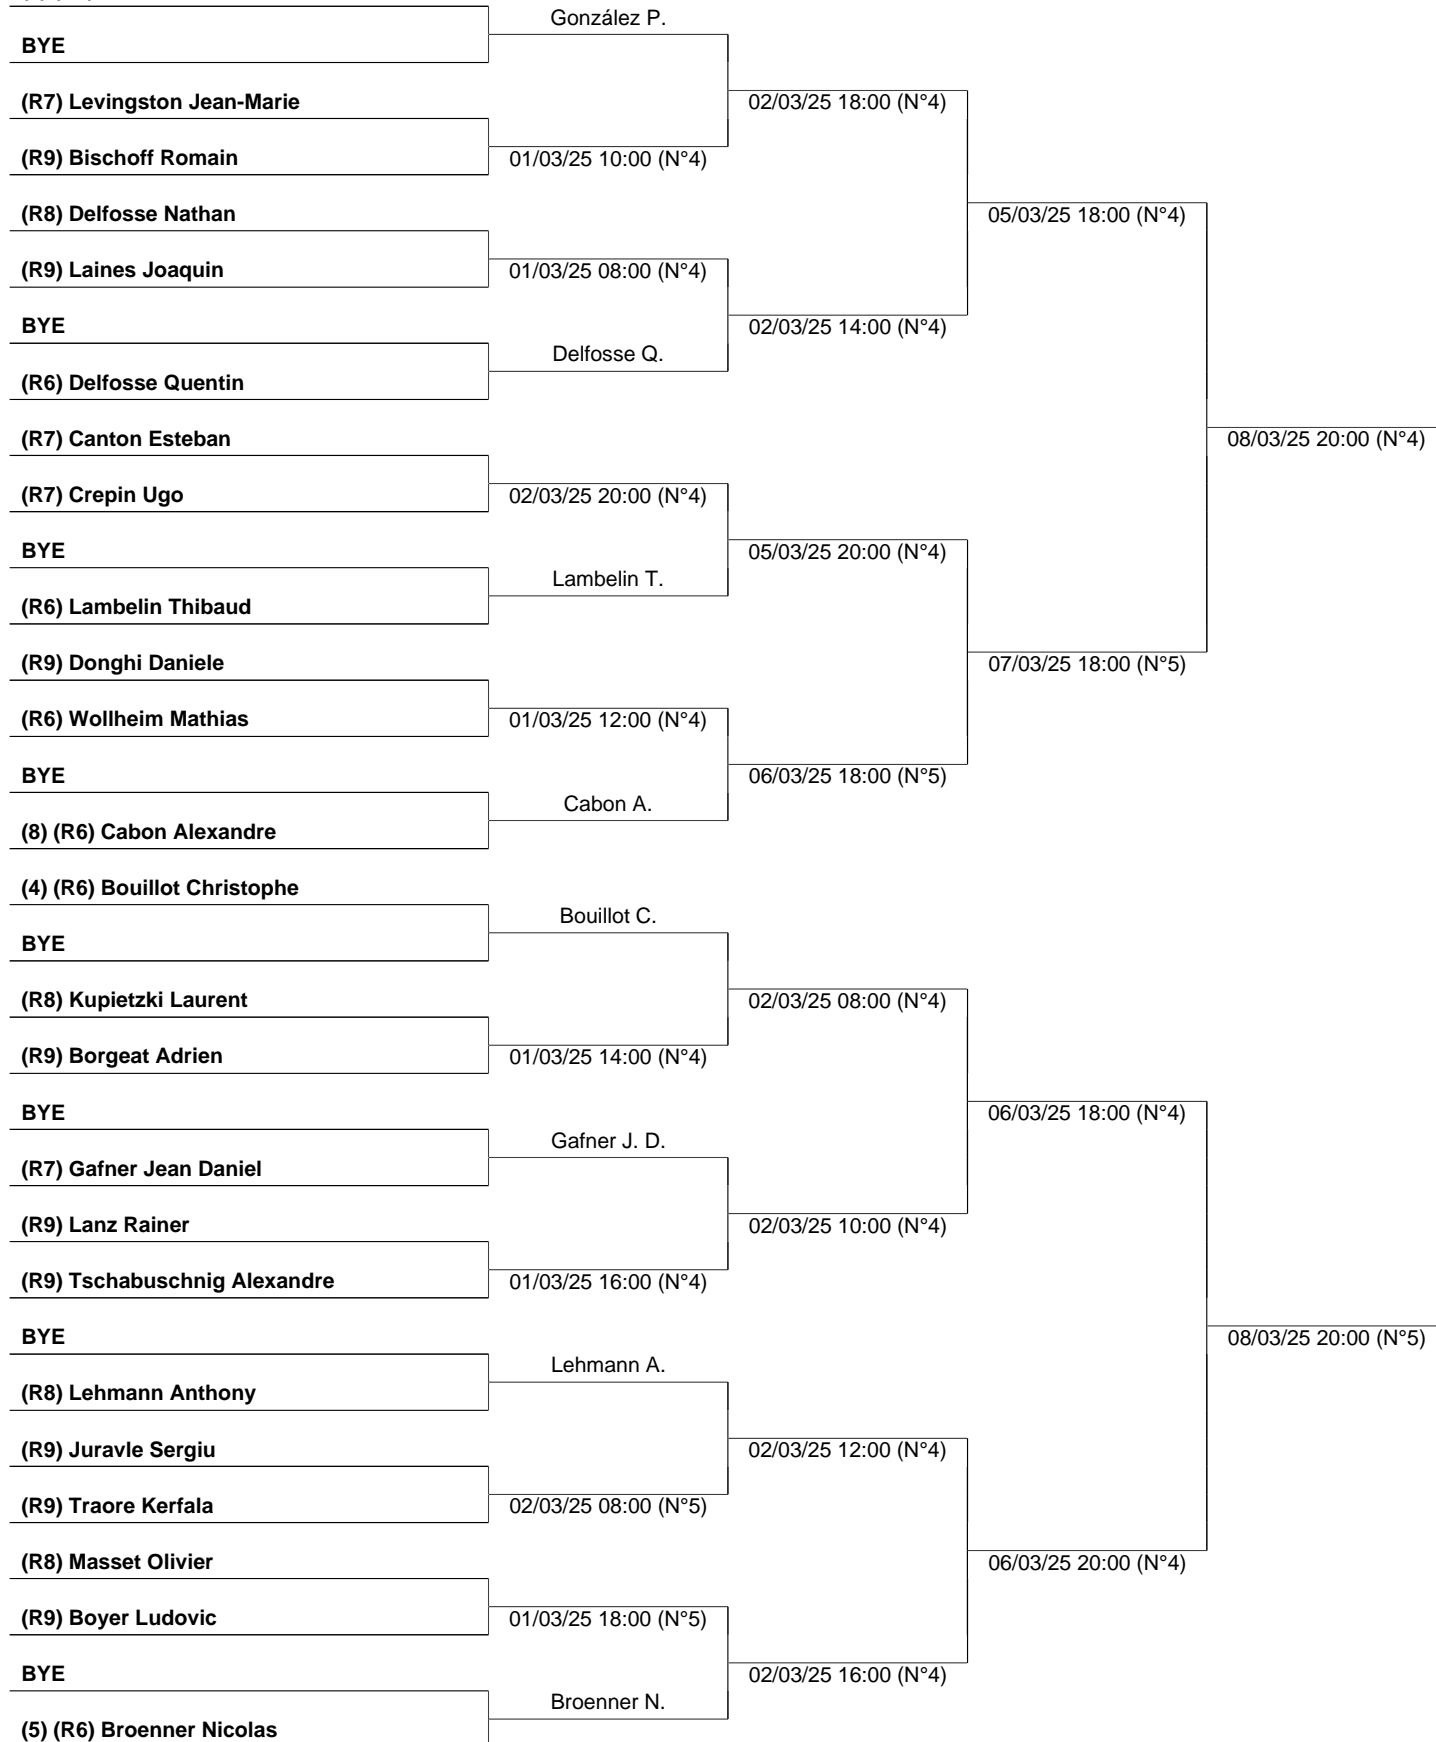 González P.
BYE
(R7) Levingston Jean-Marie
02/03/25 18:00 (N°4)
(R9) Bischoff Romain
01/03/25 10:00 (N°4)
(R8) Delfosse Nathan
05/03/25 18:00 (N°4)
(R9) Laines Joaquin
01/03/25 08:00 (N°4)
BYE
02/03/25 14:00 (N°4)
Delfosse Q.
(R6) Delfosse Quentin
(R7) Canton Esteban
08/03/25 20:00 (N°4)
(R7) Crepin Ugo
02/03/25 20:00 (N°4)
BYE
05/03/25 20:00 (N°4)
Lambelin T.
(R6) Lambelin Thibaud
(R9) Donghi Daniele
07/03/25 18:00 (N°5)
(R6) Wollheim Mathias
01/03/25 12:00 (N°4)
BYE
06/03/25 18:00 (N°5)
Cabon A.
(8) (R6) Cabon Alexandre
(4) (R6) Bouillot Christophe
Bouillot C.
BYE
(R8) Kupietzki Laurent
02/03/25 08:00 (N°4)
(R9) Borgeat Adrien
01/03/25 14:00 (N°4)
BYE
06/03/25 18:00 (N°4)
Gafner J. D.
(R7) Gafner Jean Daniel
(R9) Lanz Rainer
02/03/25 10:00 (N°4)
(R9) Tschabuschnig Alexandre
01/03/25 16:00 (N°4)
BYE
08/03/25 20:00 (N°5)
Lehmann A.
(R8) Lehmann Anthony
(R9) Juravle Sergiu
02/03/25 12:00 (N°4)
(R9) Traore Kerfala
02/03/25 08:00 (N°5)
(R8) Masset Olivier
06/03/25 20:00 (N°4)
(R9) Boyer Ludovic
01/03/25 18:00 (N°5)
BYE
02/03/25 16:00 (N°4)
Broenner N.
(5) (R6) Broenner Nicolas